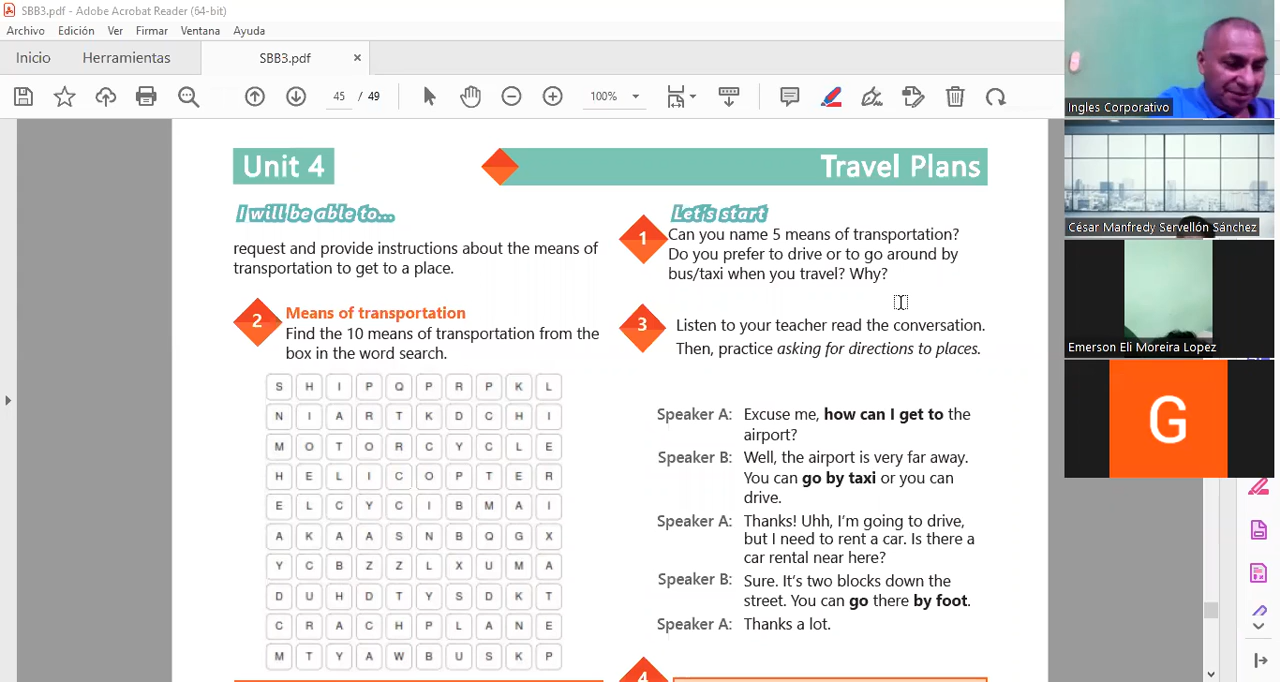 SBB3.pdf - Adobe Acrobat Reader (64-bit)
Archivo Edición Ver Firmar Ventana Ayuda
Inicio Herramientas SBB3.pdf ×
45 / 49 100%
Unit 4 Travel Plans
I will be able to...
request and provide instructions about the means of
transportation to get to a place.
2 Means of transportation
Find the 10 means of transportation from the
box in the word search.
S H I P Q P R P K L
N I A R T K D C H I
M O T O R C Y C L E
H E L I C O P T E R
E L C Y C I B M A I
A K A A S N B Q G X
Y C B Z Z L X U M A
D U H D T Y S D K T
C R A C H P L A N E
M T Y A W B U S K P
Let's start
1 Can you name 5 means of transportation?
Do you prefer to drive or to go around by
bus/taxi when you travel? Why?
3 Listen to your teacher read the conversation.
Then, practice asking for directions to places.
Speaker A: Excuse me, how can I get to the
airport?
Speaker B: Well, the airport is very far away.
You can go by taxi or you can
drive.
Speaker A: Thanks! Uhh, I'm going to drive,
but I need to rent a car. Is there a
car rental near here?
Speaker B: Sure. It's two blocks down the
street. You can go there by foot.
Speaker A: Thanks a lot.
4
Ingles Corporativo
César Manfredy Servellón Sánchez
Emerson Eli Moreira Lopez
G